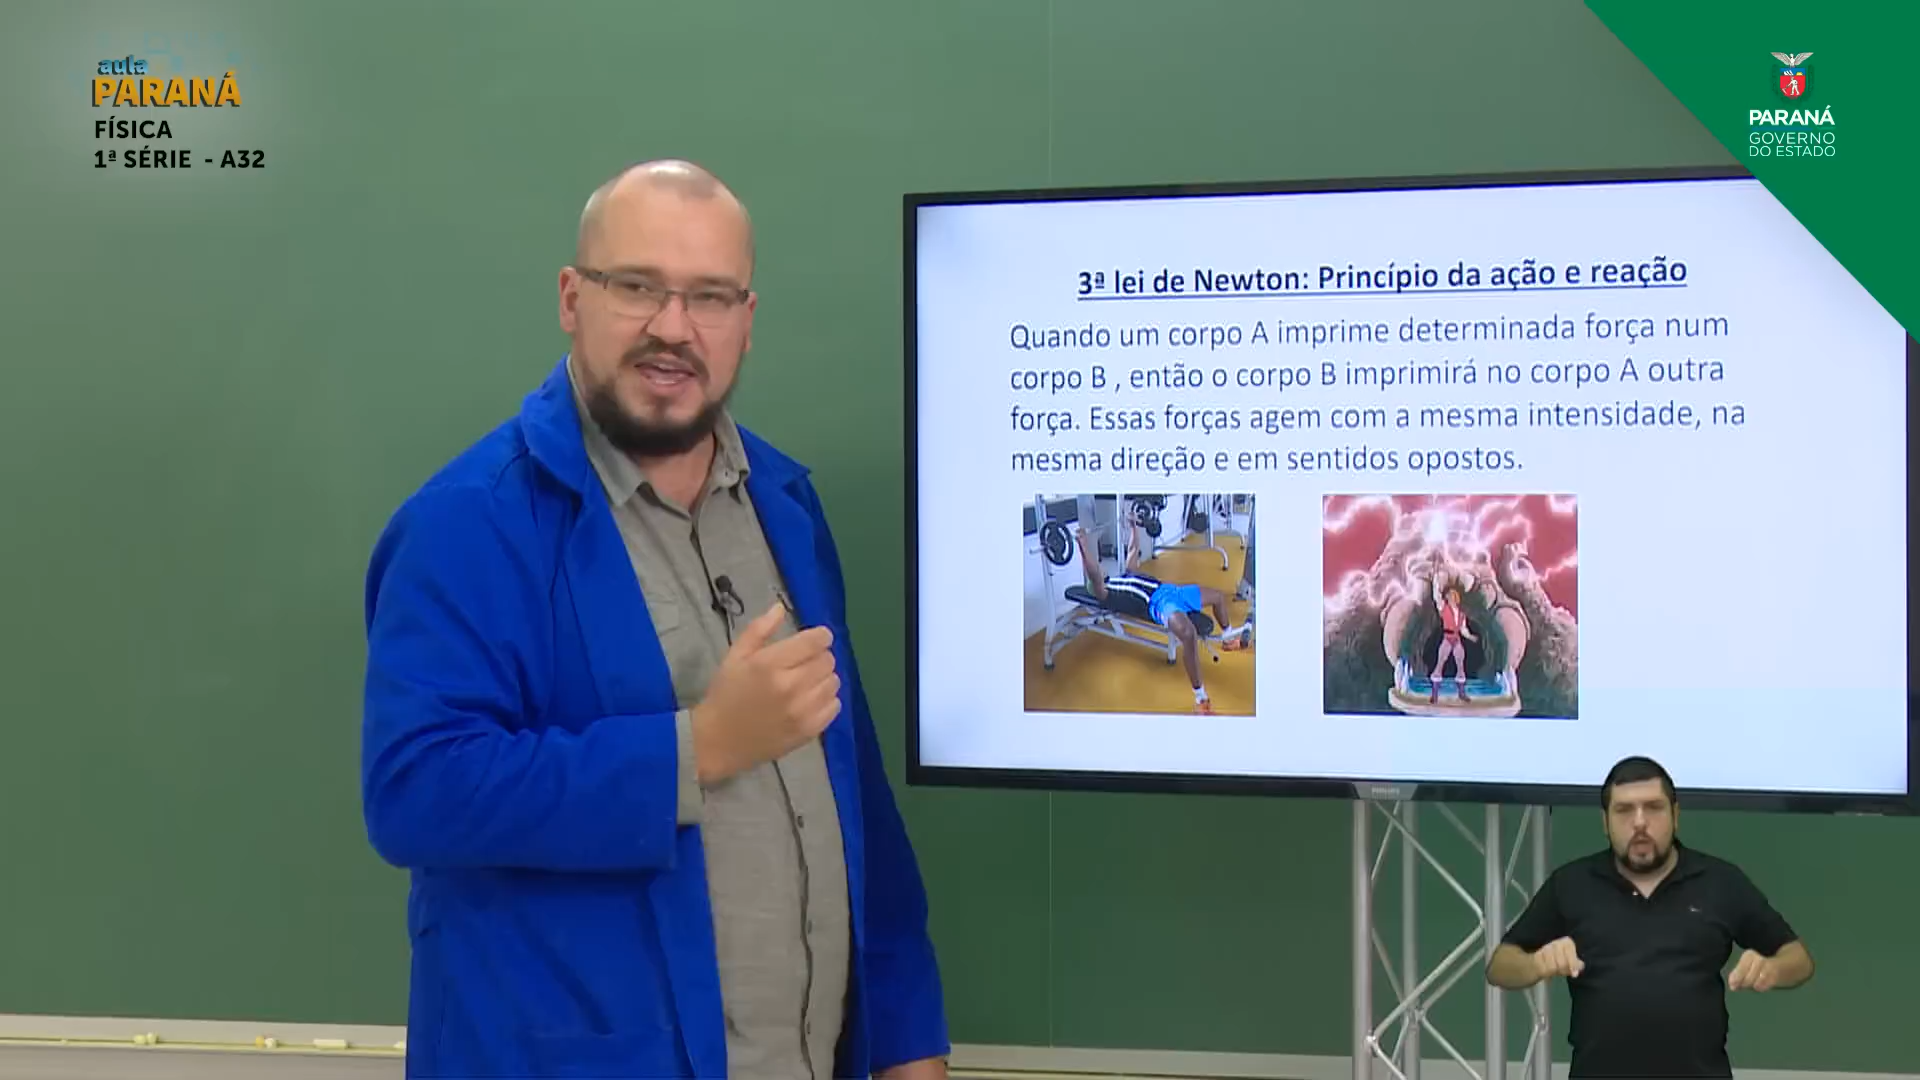 aula
PARANÁ
FÍSICA
1ª SÉRIE - A32
PARANÁ
GOVERNO
DO ESTADO
3ª lei de Newton: Princípio da ação e reação
Quando um corpo A imprime determinada força num
corpo B , então o corpo B imprimirá no corpo A outra
força. Essas forças agem com a mesma intensidade, na
mesma direção e em sentidos opostos.
PHILIPS